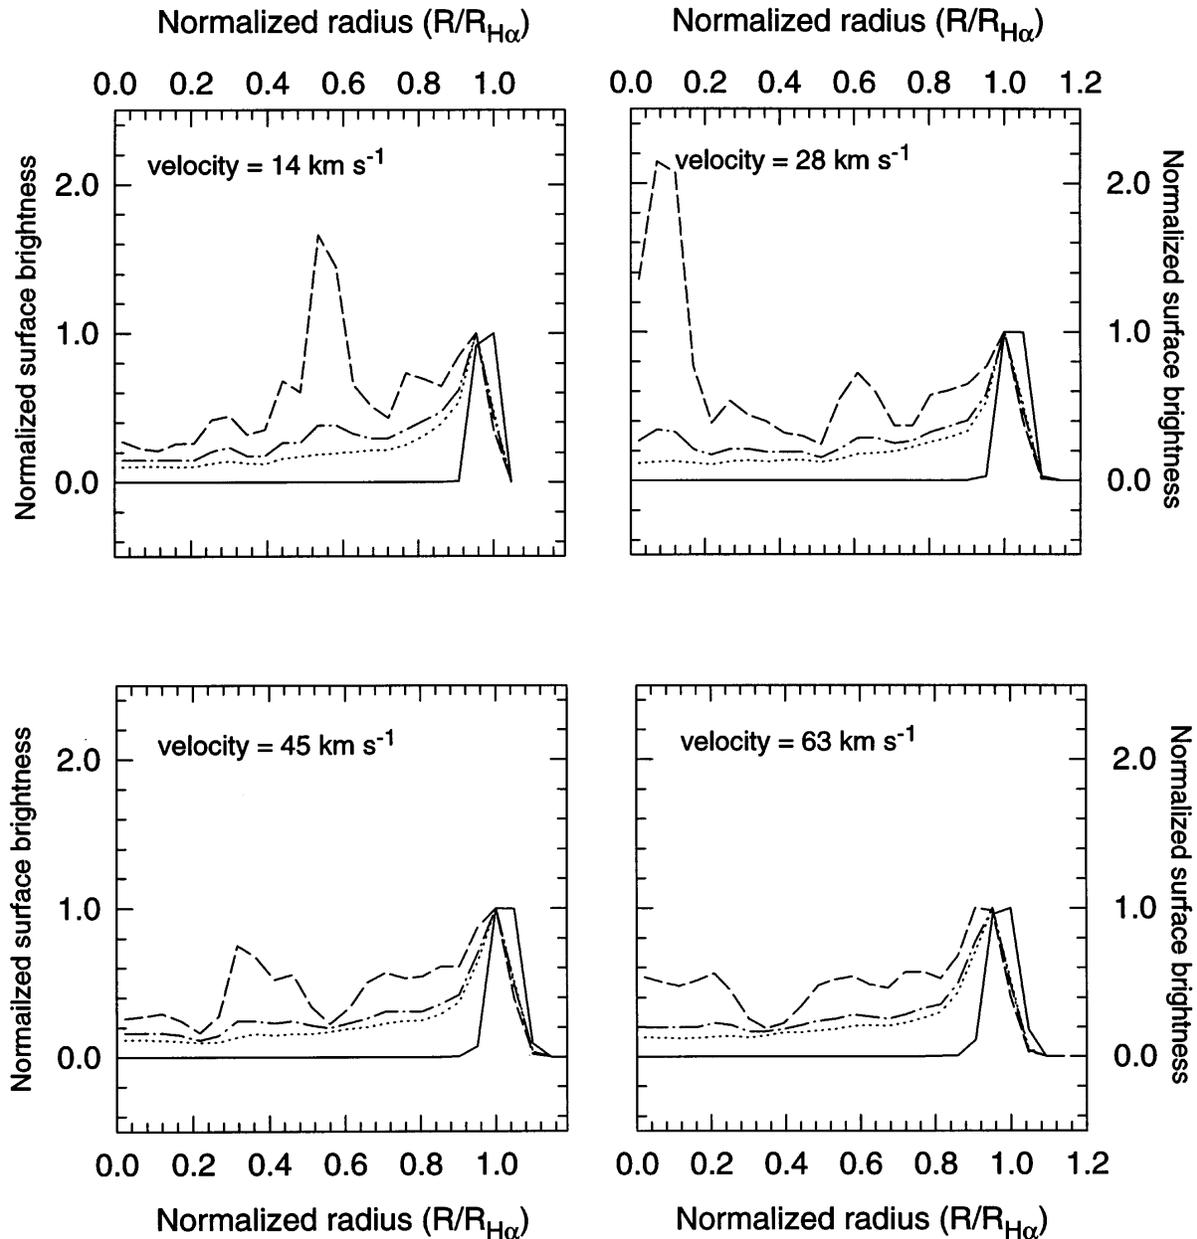 Normalized radius (R/RHα)
0.0 0.2 0.4 0.6 0.8 1.0
velocity = 14 km s-1
Normalized surface brightness
2.0
1.0
0.0
Normalized radius (R/RHα)
0.0 0.2 0.4 0.6 0.8 1.0 1.2
velocity = 28 km s-1
2.0
1.0
0.0
Normalized surface brightness
velocity = 45 km s-1
Normailzed surface brightness
2.0
1.0
0.0
0.0 0.2 0.4 0.6 0.8 1.0
Normalized radius (R/RHα)
velocity = 63 km s-1
2.0
1.0
0.0
Normalized surface brightness
0.0 0.2 0.4 0.6 0.8 1.0 1.2
Normalized radius (R/RHα)